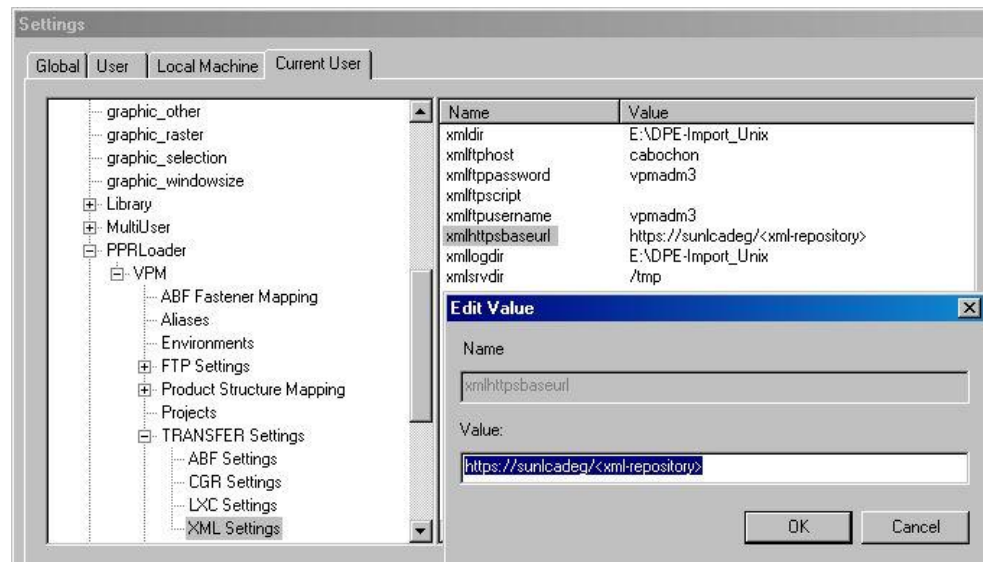 Settings
Global User Local Machine Current User
graphic_other
graphic_raster
graphic_selection
graphic_windowsize
Library
MultiUser
PPRLoader
VPM
ABF Fastener Mapping
Aliases
Environments
FTP Settings
Product Structure Mapping
Projects
TRANSFER Settings
ABF Settings
CGR Settings
LXC Settings
XML Settings
Name Value
xmldir E:\DPE-Import_Unix
xmlftphost cabochon
xmlftppassword vpmadm3
xmlftpscript
xmlftpusername vpmadm3
xmlhttpsbaseurl https://sunlcadeg/<xml-repository>
xmllogdir E:\DPE-Import_Unix
xmlsrvdir /tmp
Edit Value
Name
xmlhttpsbaseurl
Value:
https://sunlcadeg/<xml-repository>
OK Cancel